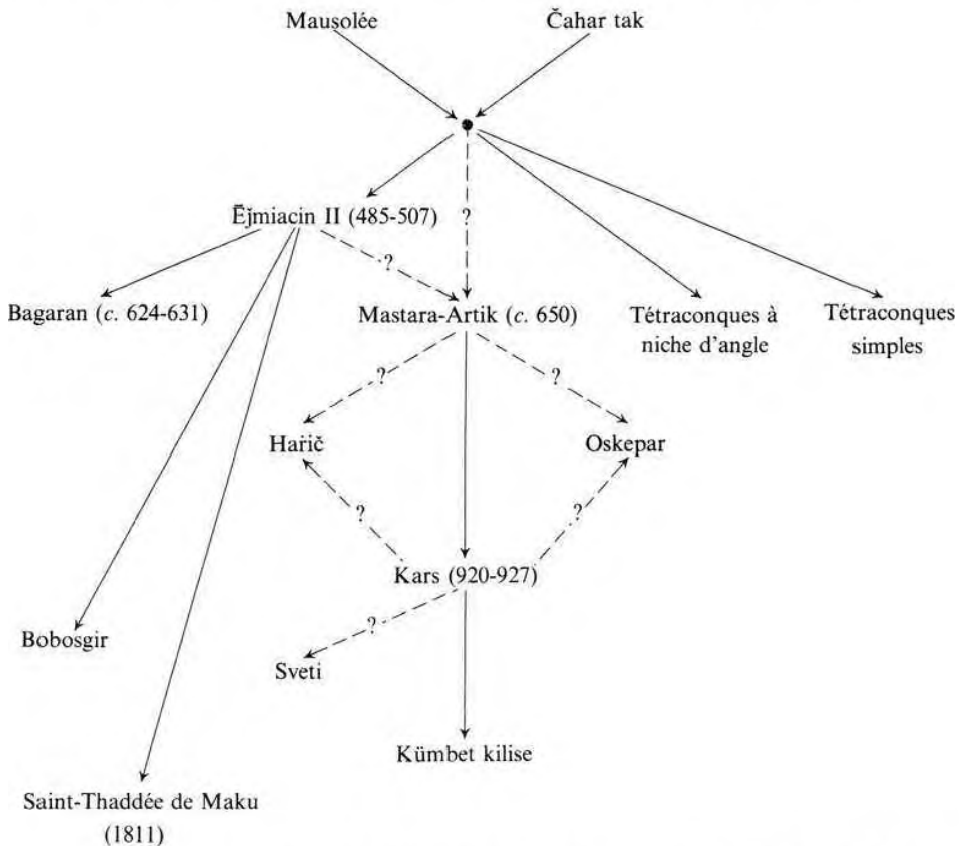 Mausolée
Čahar tak
?
Ējmiacin II (485-507)
?
Bagaran (c. 624-631)
Mastara-Artik (c. 650)
Tétraconques à
niche d'angle
Tétraconques
simples
?
?
Haṙič
Oskepar
?
?
Kars (920-927)
?
Bobosgir
Sveti
Kümbet kilise
Saint-Thaddée de Maku
(1811)